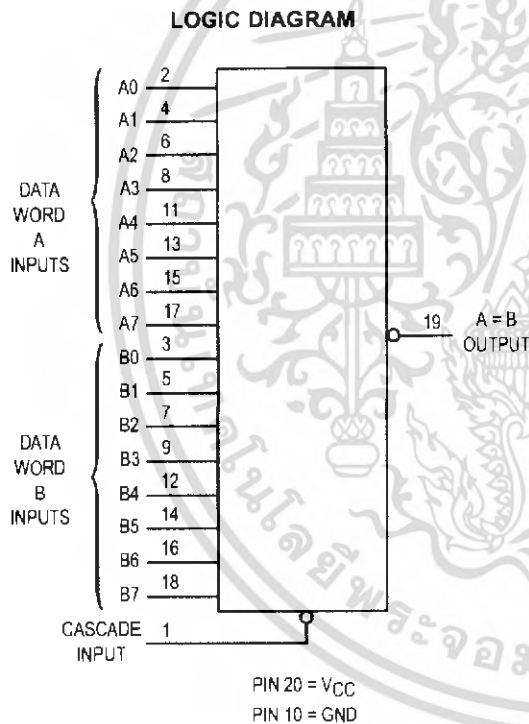 LOGIC DIAGRAM
DATA
WORD
A
INPUTS
A0 2
A1 4
A2 6
A3 8
A4 11
A5 13
A6 15
A7 17
DATA
WORD
B
INPUTS
B0 3
B1 5
B2 7
B3 9
B4 12
B5 14
B6 16
B7 18
CASCADE
INPUT
1
19
A = B
OUTPUT
PIN 20 = VCC
PIN 10 = GND